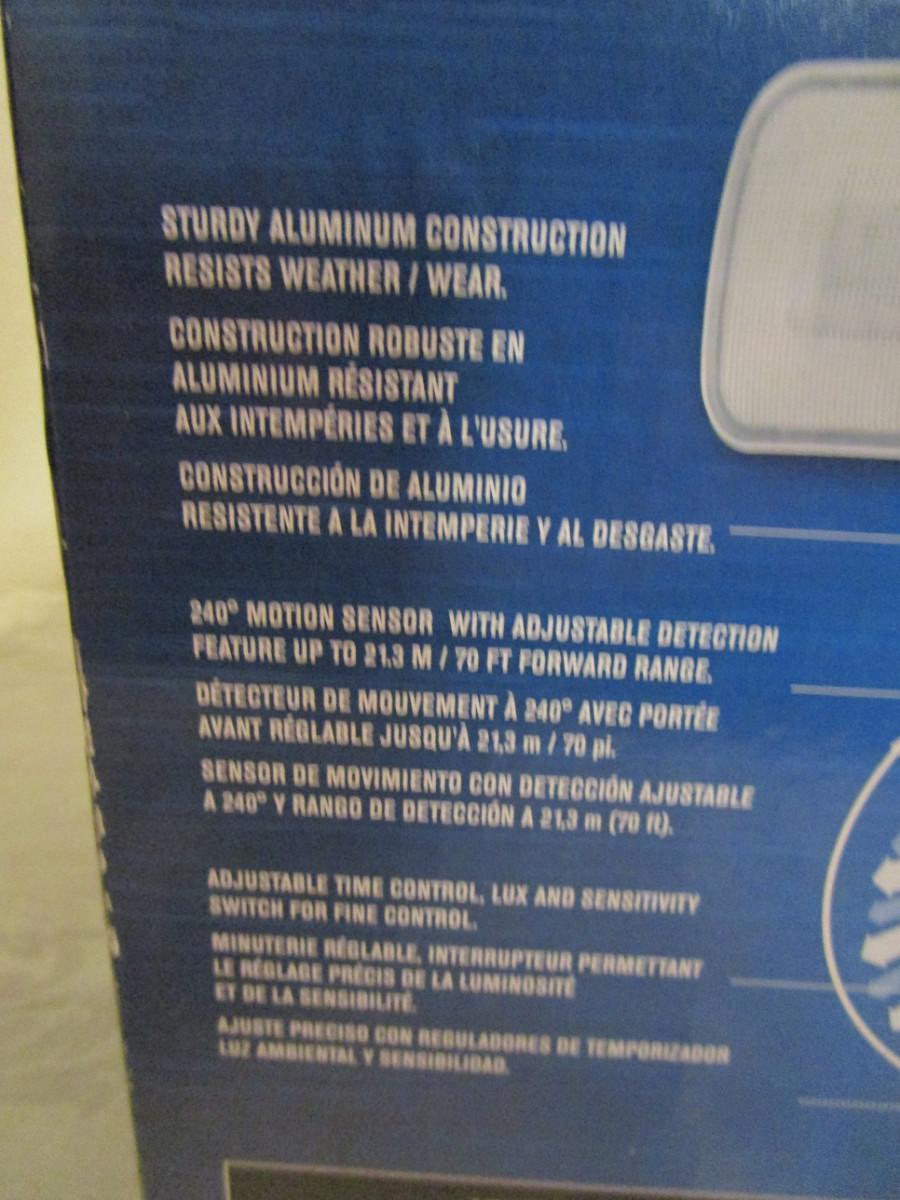 STURDY ALUMINUM CONSTRUCTION
RESISTS WEATHER / WEAR.
CONSTRUCTION ROBUSTE EN
ALUMINIUM RÉSISTANT
AUX INTEMPÉRIES ET À L'USURE.
CONSTRUCCIÓN DE ALUMINIO
RESISTENTE A LA INTEMPERIE Y AL DESGASTE.
240° MOTION SENSOR WITH ADJUSTABLE DETECTION
FEATURE UP TO 21.3 M / 70 FT FORWARD RANGE.
DÉTECTEUR DE MOUVEMENT À 240° AVEC PORTÉE
AVANT RÉGLABLE JUSQU'À 21,3 m / 70 pi.
SENSOR DE MOVIMIENTO CON DETECCIÓN AJUSTABLE
A 240° Y RANGO DE DETECCIÓN A 21,3 m (70 ft).
ADJUSTABLE TIME CONTROL, LUX AND SENSITIVITY
SWITCH FOR FINE CONTROL.
MINUTERIE RÉGLABLE, INTERRUPTEUR PERMETTANT
LE RÉGLAGE PRÉCIS DE LA LUMINOSITÉ
ET DE LA SENSIBILITÉ.
AJUSTE PRECISO CON REGULADORES DE TEMPORIZADOR
LUZ AMBIENTAL Y SENSIBILIDAD.